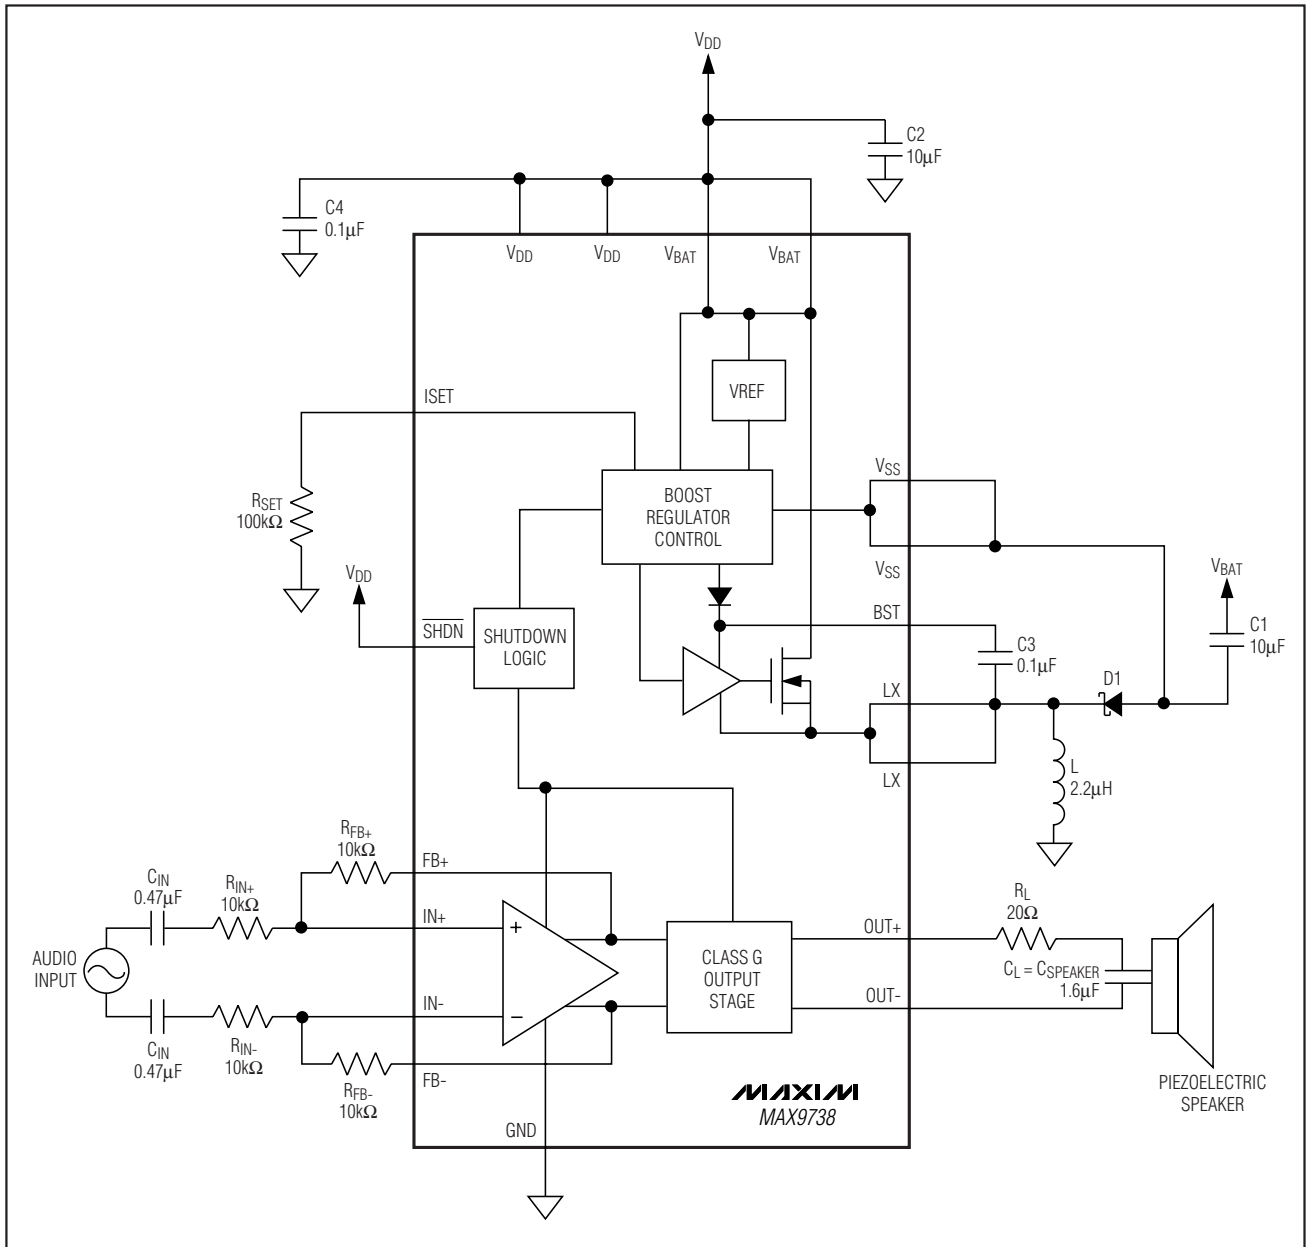 VDD
C2
10μF
C4
0.1μF
VDD
VDD
VBAT
VBAT
VREF
ISET
RSET
100kΩ
BOOST
REGULATOR
CONTROL
VSS
VSS
VDD
SHDN
SHUTDOWN
LOGIC
BST
VBAT
C1
10μF
C3
0.1μF
LX
D1
LX
L
2.2μH
RFB+
10kΩ
FB+
CIN
0.47μF
RIN+
10kΩ
IN+
+
AUDIO
INPUT
CLASS G
OUTPUT
STAGE
OUT+
RL
20Ω
CL = CSPEAKER
1.6μF
OUT-
IN-
−
CIN
0.47μF
RIN-
10kΩ
RFB-
10kΩ
FB-
PIEZOELECTRIC
SPEAKER
MAXIM
MAX9738
GND